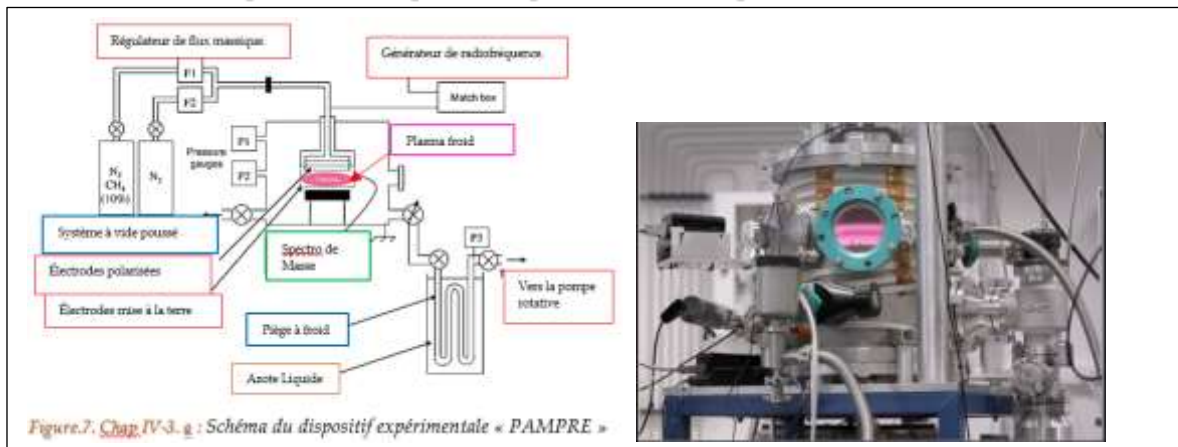 Régulateur de flux massique.
Générateur de radiofréquence.
F1
F2
Match box
Plasma froid
P1
Pressure
gauges
P2
N₂
CH₄
(10%)
N₂
Système à vide poussé
Spectro de
Masse
P3
Électrodes polarisées
Électrodes mise à la terre
Vers la pompe
rotative.
Piège à froid
Azote Liquide
Figure.7. Chap IV-3. g : Schéma du dispositif expérimentale « PAMPRE »